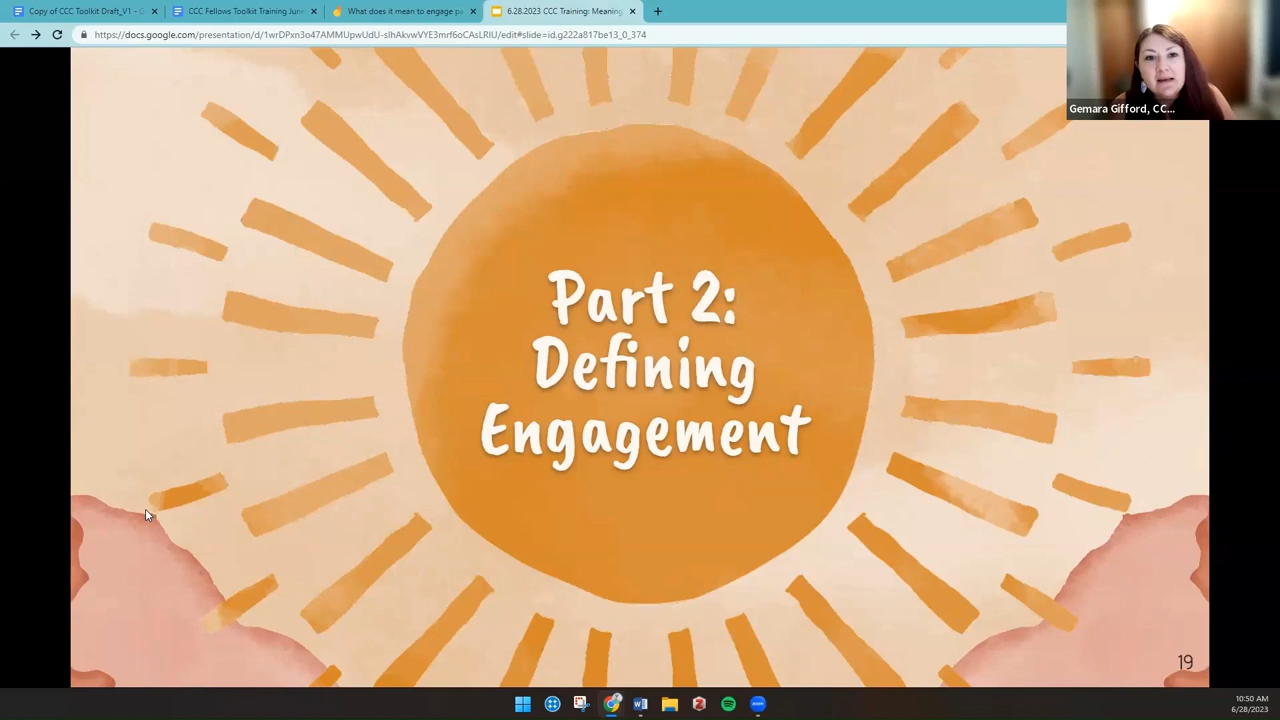 Copy of CCC Toolkit Draft_V1 - G
CCC Fellows Toolkit Training June
What does it mean to engage pa
6.28.2023 CCC Training: Meaning
https://docs.google.com/presentation/d/1wrDPxn3o47AMMUpwUdU-slhAkvwVYE3mrf6oCAsLRIU/edit#slide=id.g222a817be13_0_374
Gemara Gifford, CC...
Part 2:
Defining
Engagement
19
10:50 AM
6/28/2023